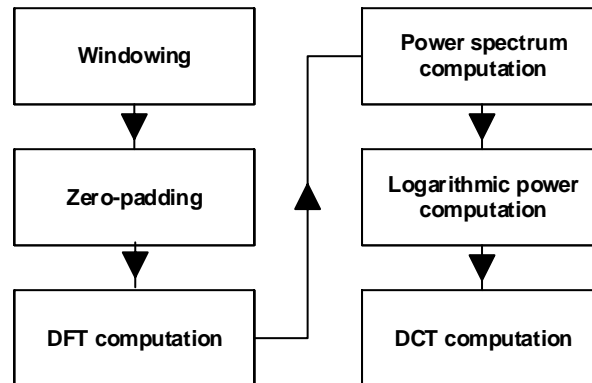 Windowing
Zero-padding
DFT computation
Power spectrum
computation
Logarithmic power
computation
DCT computation